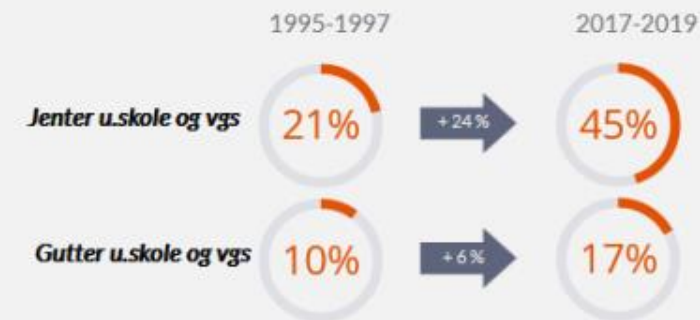 1995-1997 2017-2019
Jenter u.skole og vgs 21% +24% 45%
Gutter u.skole og vgs 10% +6% 17%